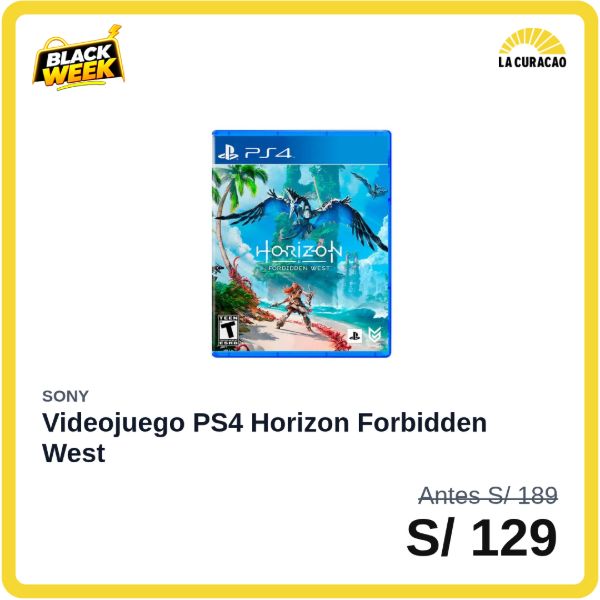 BLACK
WEEK
LA CURACAO
PS4
HORIZON
FORBIDDEN WEST
TEEN
T
ESRB
SONY
Videojuego PS4 Horizon Forbidden
West
Antes S/ 189
S/ 129